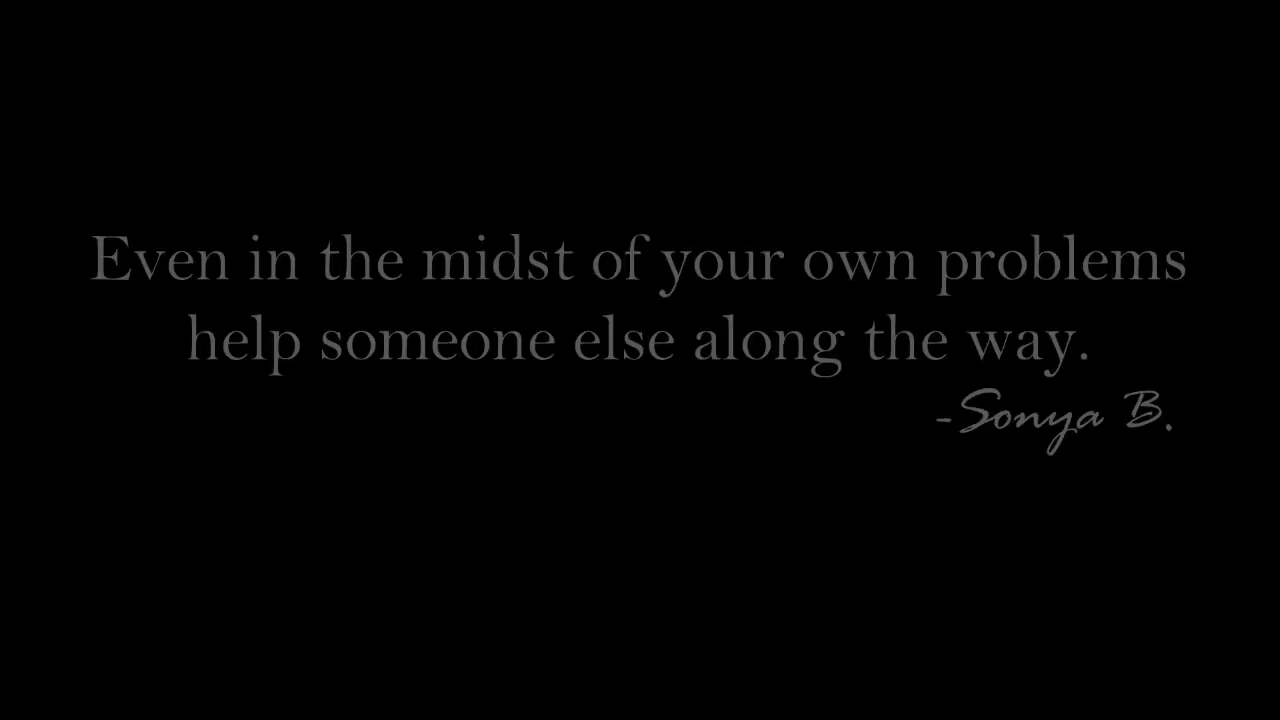 Even in the midst of your own problems
help someone else along the way.
-Sonya B.